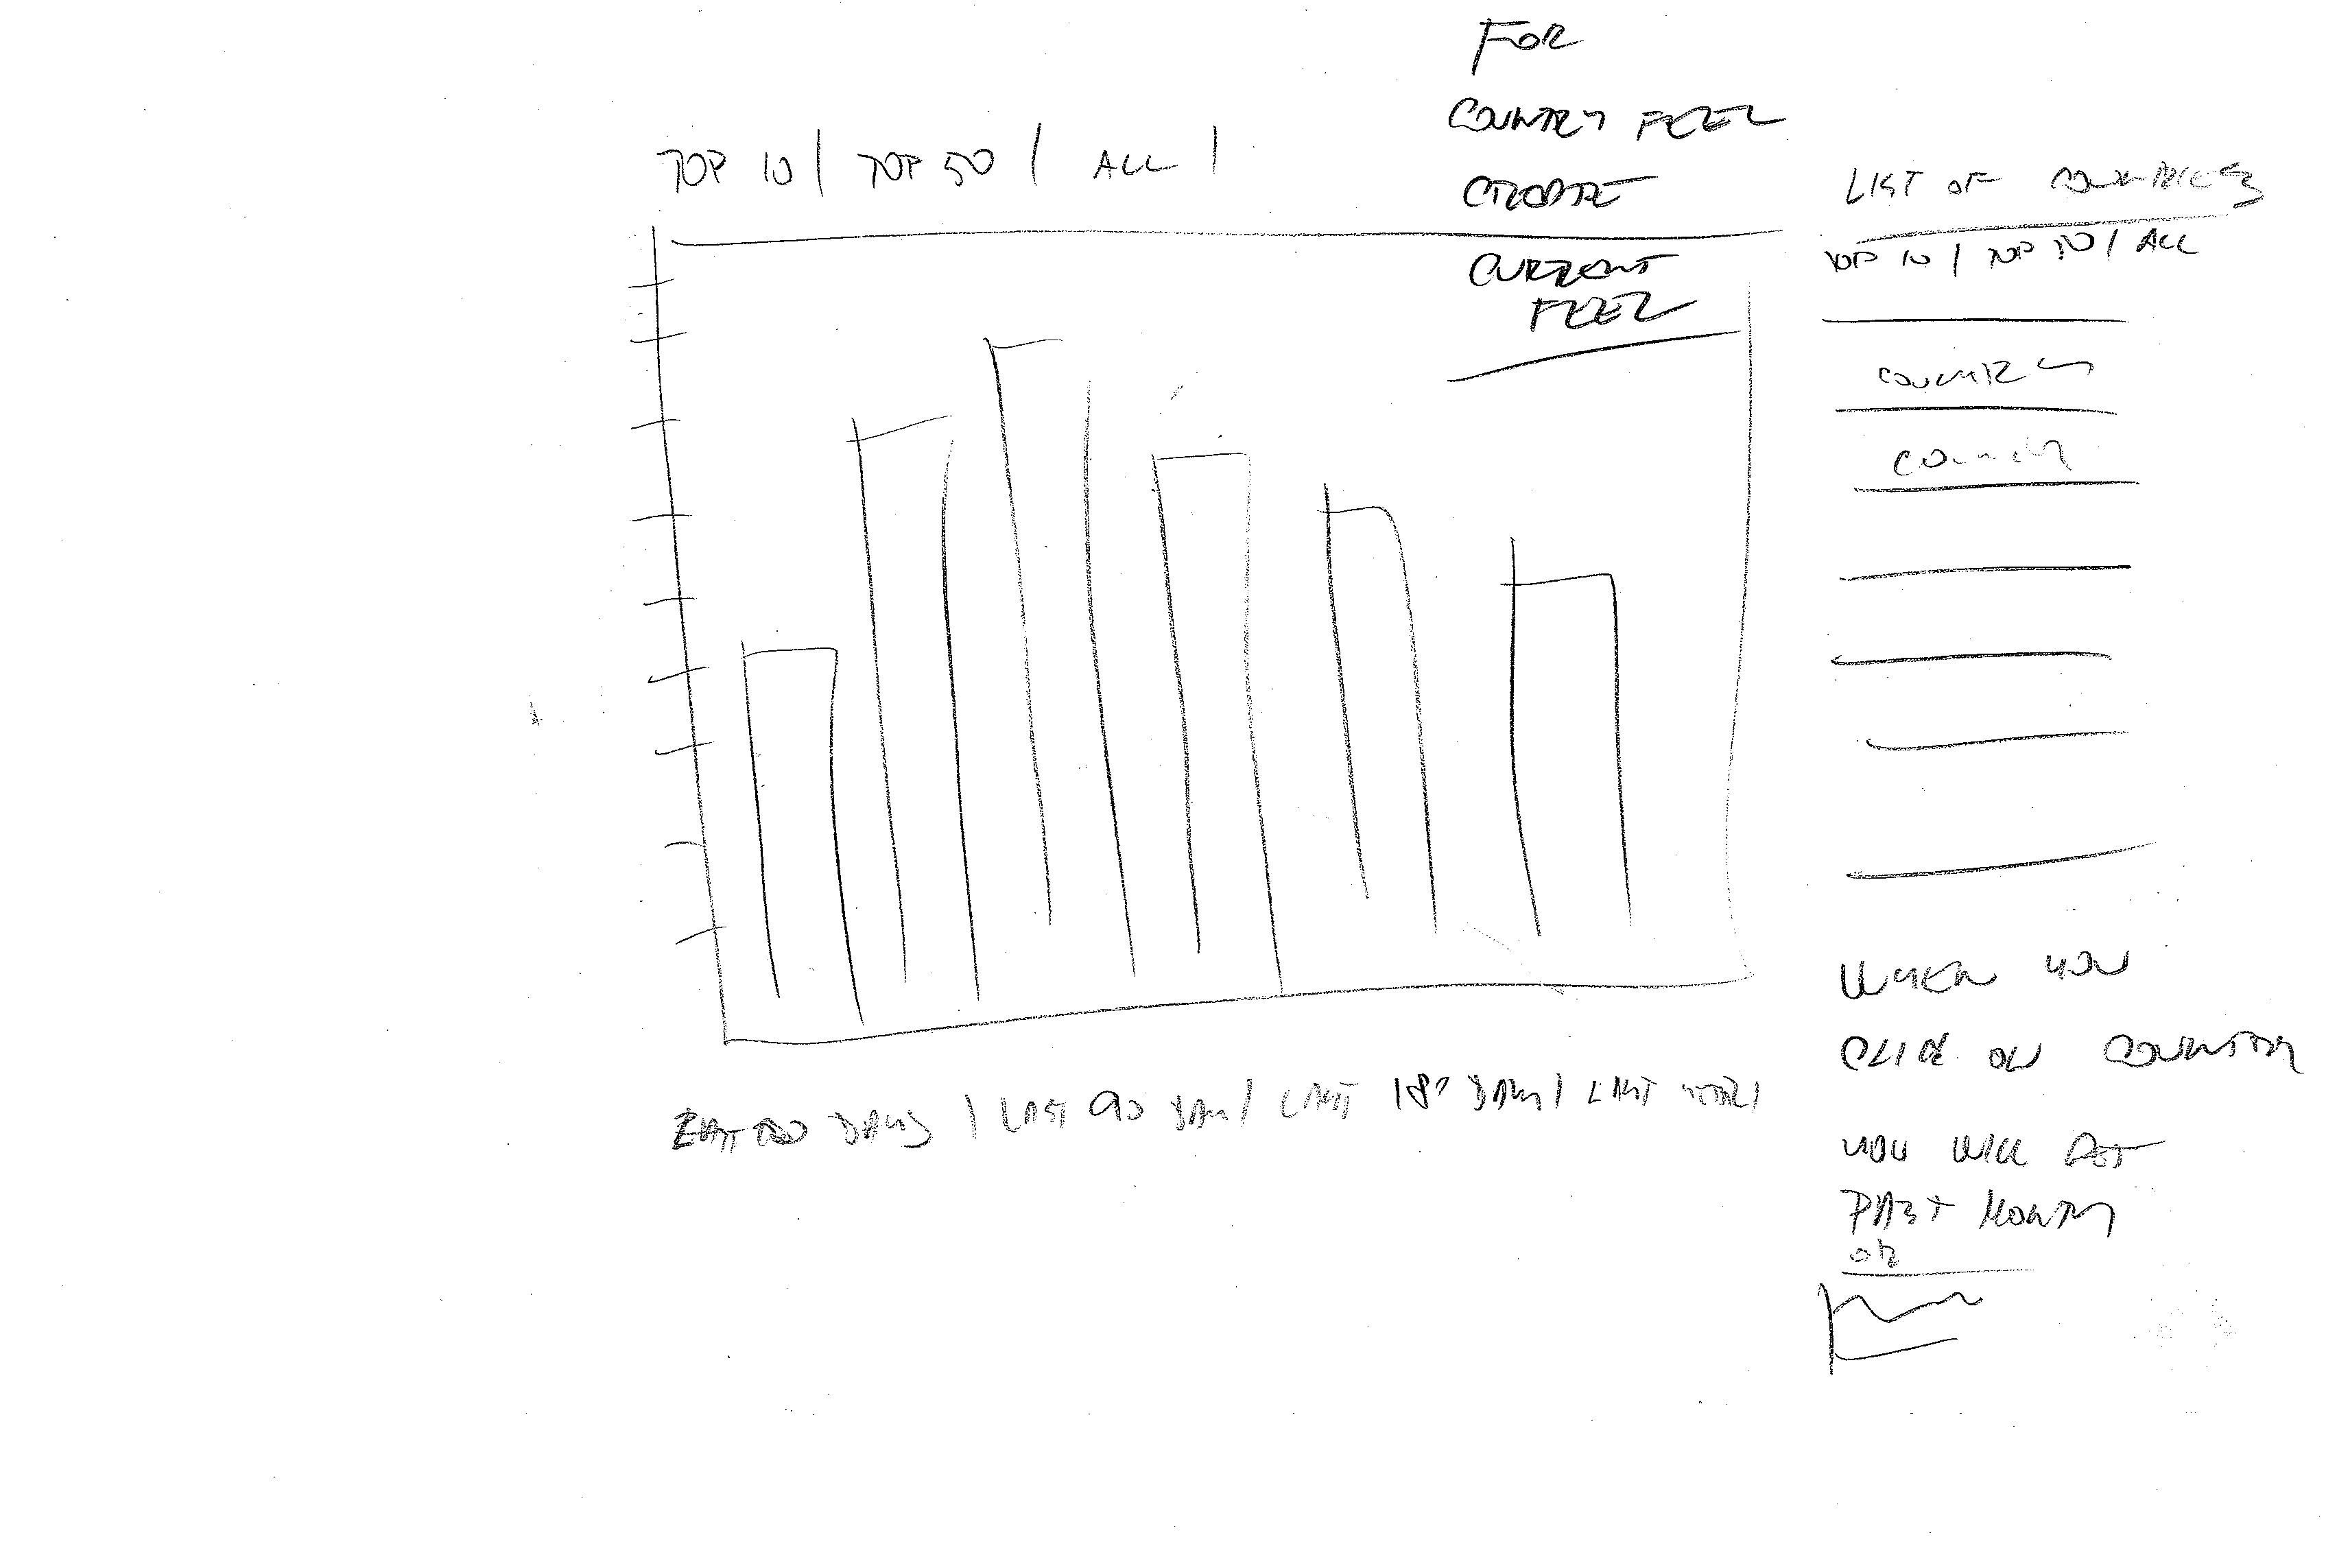 FOR
COUNTRY FEEL
CREATE
CURRENT
FEEL
TOP 10 | TOP 50 | ALL |
LAST DAYS | LAST 90 DAYS | LAST 180 DAYS | LAST YEAR |
LIST OF COUNTRIES
TOP 10 | TOP 50 | ALL
COUNTRY
COUNTRY
WHEN YOU
CLICK ON COUNTRY
YOU WILL GET
PAST MONTH
OR